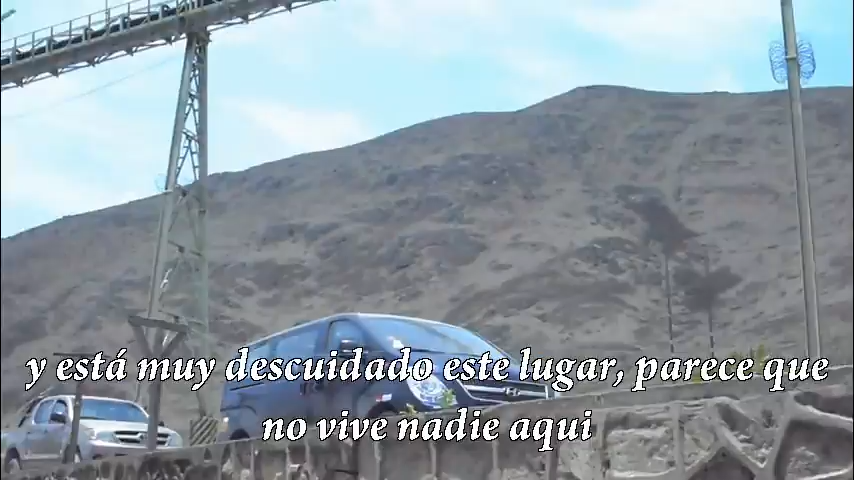 y está muy descuidado este lugar, parece que
no vive nadie aqui